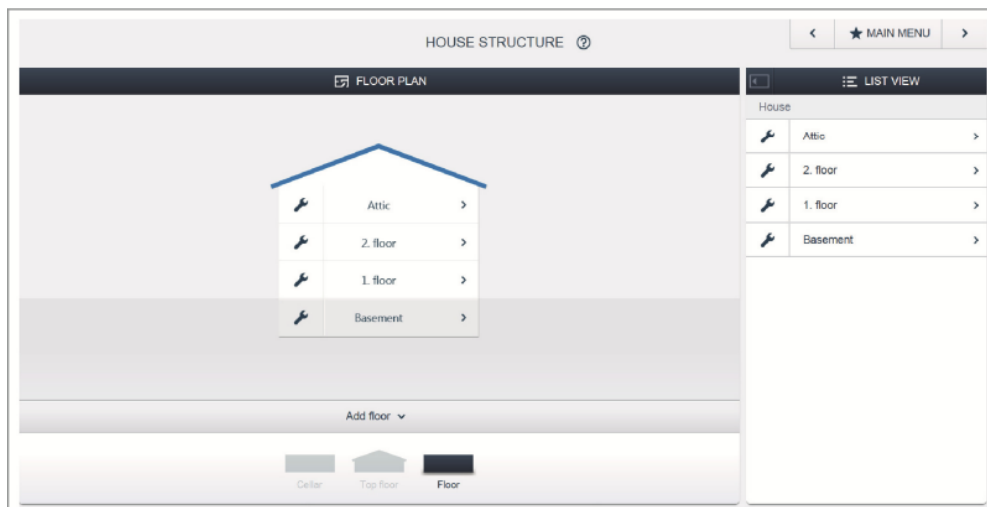 HOUSE STRUCTURE ?
MAIN MENU
FLOOR PLAN
LIST VIEW
House
Attic
2. floor
1. floor
Basement
Attic
2. floor
1. floor
Basement
Add floor
Cellar
Top floor
Floor